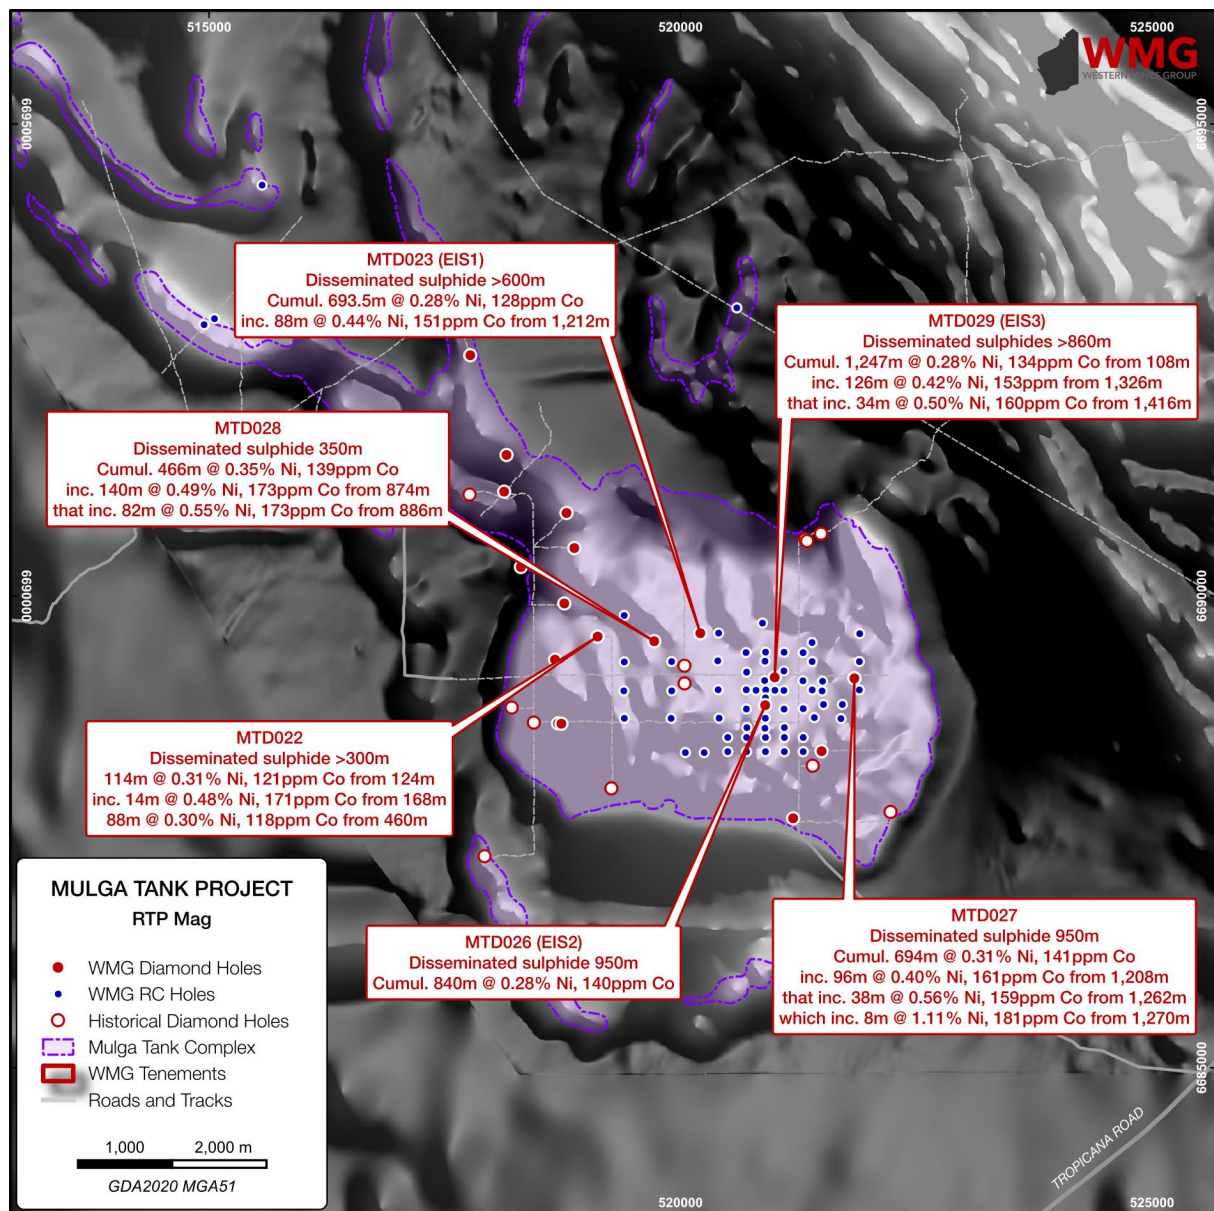 515000
520000
525000
WMG
WESTERN MINES GROUP
6695000
6695000
MTD023 (EIS1)
Disseminated sulphide >600m
Cumul. 693.5m @ 0.28% Ni, 128ppm Co
inc. 88m @ 0.44% Ni, 151ppm Co from 1,212m
MTD029 (EIS3)
Disseminated sulphides >860m
Cumul. 1,247m @ 0.28% Ni, 134ppm Co from 108m
inc. 126m @ 0.42% Ni, 153ppm from 1,326m
that inc. 34m @ 0.50% Ni, 160ppm Co from 1,416m
MTD028
Disseminated sulphide 350m
Cumul. 466m @ 0.35% Ni, 139ppm Co
inc. 140m @ 0.49% Ni, 173ppm Co from 874m
that inc. 82m @ 0.55% Ni, 173ppm Co from 886m
6690000
6690000
MTD022
Disseminated sulphide >300m
114m @ 0.31% Ni, 121ppm Co from 124m
inc. 14m @ 0.48% Ni, 171ppm Co from 168m
88m @ 0.30% Ni, 118ppm Co from 460m
MTD026 (EIS2)
Disseminated sulphide 950m
Cumul. 840m @ 0.28% Ni, 140ppm Co
MTD027
Disseminated sulphide 950m
Cumul. 694m @ 0.31% Ni, 141ppm Co
inc. 96m @ 0.40% Ni, 161ppm Co from 1,208m
that inc. 38m @ 0.56% Ni, 159ppm Co from 1,262m
which inc. 8m @ 1.11% Ni, 181ppm Co from 1,270m
MULGA TANK PROJECT
RTP Mag
WMG Diamond Holes
WMG RC Holes
Historical Diamond Holes
Mulga Tank Complex
WMG Tenements
Roads and Tracks
1,000 2,000 m
GDA2020 MGA51
6685000
TROPICANA ROAD
520000
525000